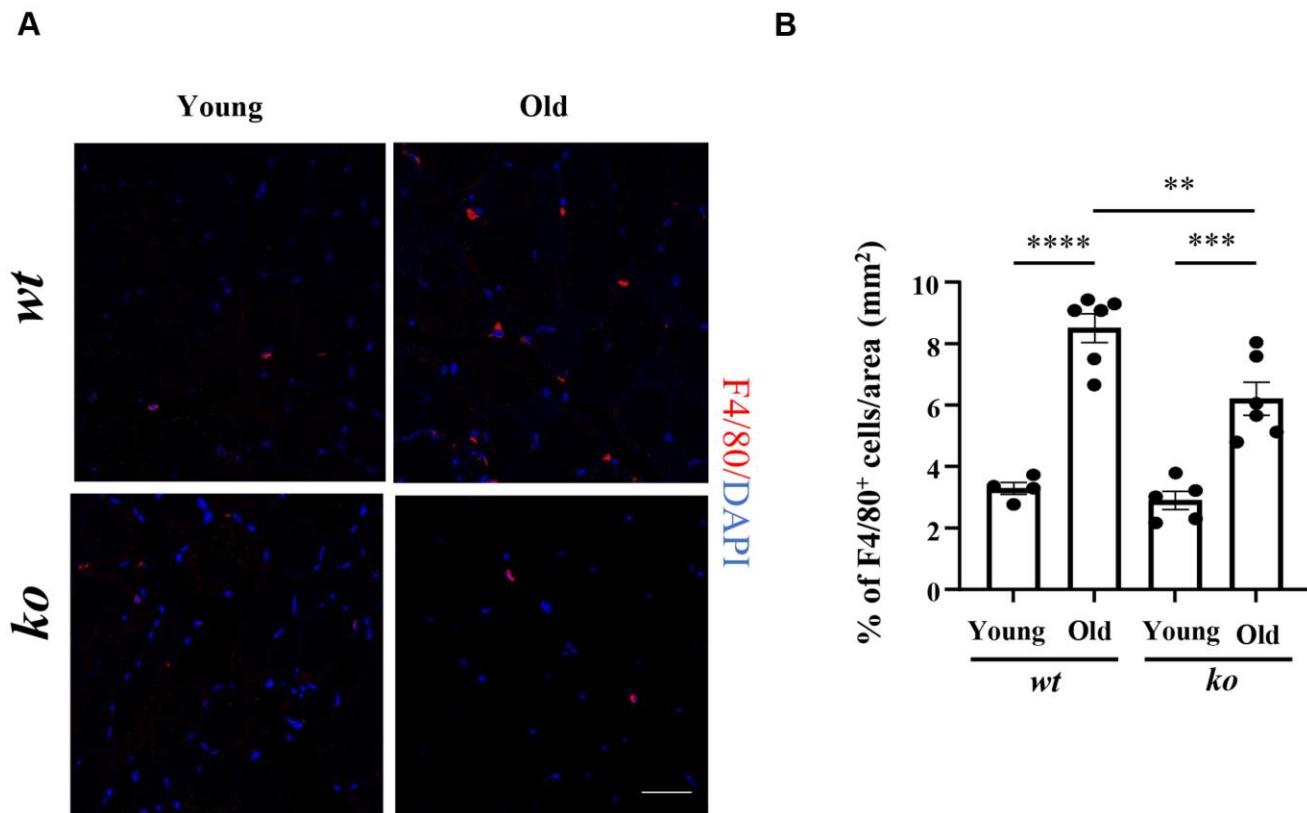 A
B
Young
Old
wt
ko
F4/80/DAPI
% of F4/80⁺ cells/area (mm²)
**
****
***
10
8
6
4
2
0
Young
Old
Young
Old
wt
ko